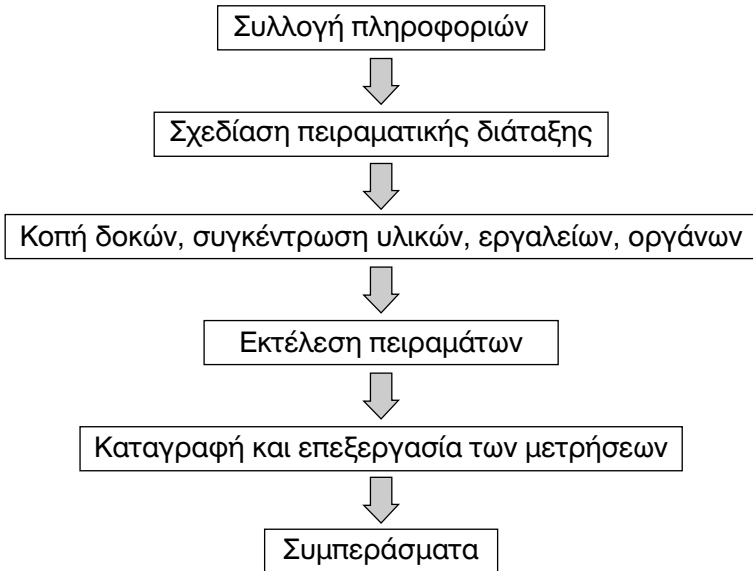 Συλλογή πληροφοριών
Σχεδίαση πειραματικής διάταξης
Κοπή δοκών, συγκέντρωση υλικών, εργαλείων, οργάνων
Εκτέλεση πειραμάτων
Καταγραφή και επεξεργασία των μετρήσεων
Συμπεράσματα